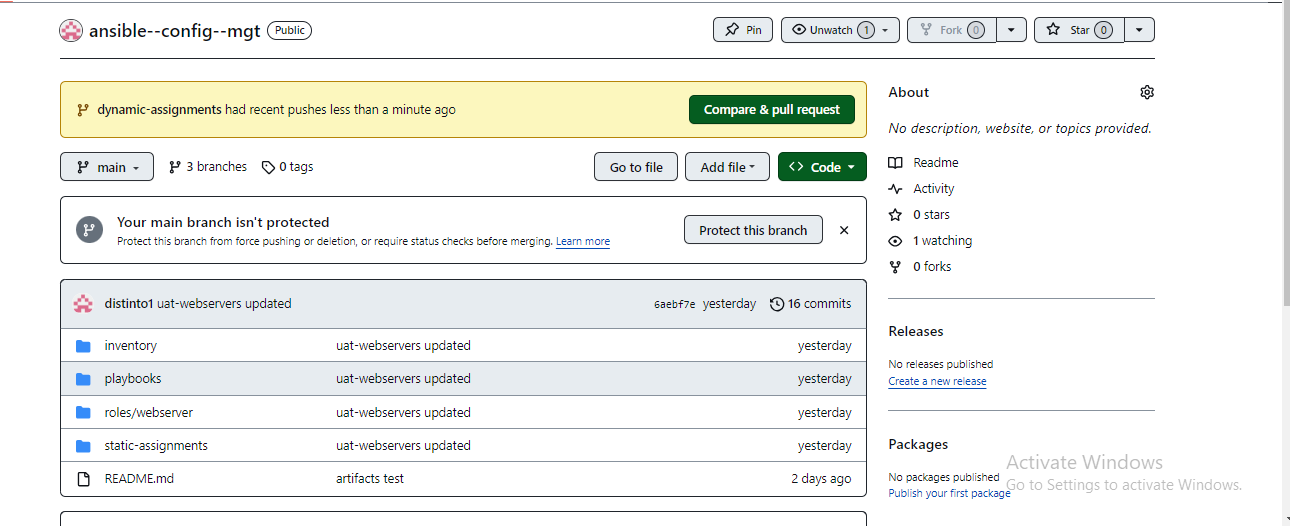 ansible--config--mgt Public Pin Unwatch 1 Fork 0 Star 0
dynamic-assignments had recent pushes less than a minute ago Compare & pull request
main 3 branches 0 tags Go to file Add file Code
Your main branch isn't protected
Protect this branch from force pushing or deletion, or require status checks before merging. Learn more
Protect this branch
distinto1 uat-webservers updated 6aebf7e yesterday 16 commits
inventory uat-webservers updated yesterday
playbooks uat-webservers updated yesterday
roles/webserver uat-webservers updated yesterday
static-assignments uat-webservers updated yesterday
README.md artifacts test 2 days ago
About
No description, website, or topics provided.
Readme
Activity
0 stars
1 watching
0 forks
Releases
No releases published
Create a new release
Packages
No packages published
Publish your first package
Activate Windows
Go to Settings to activate Windows.